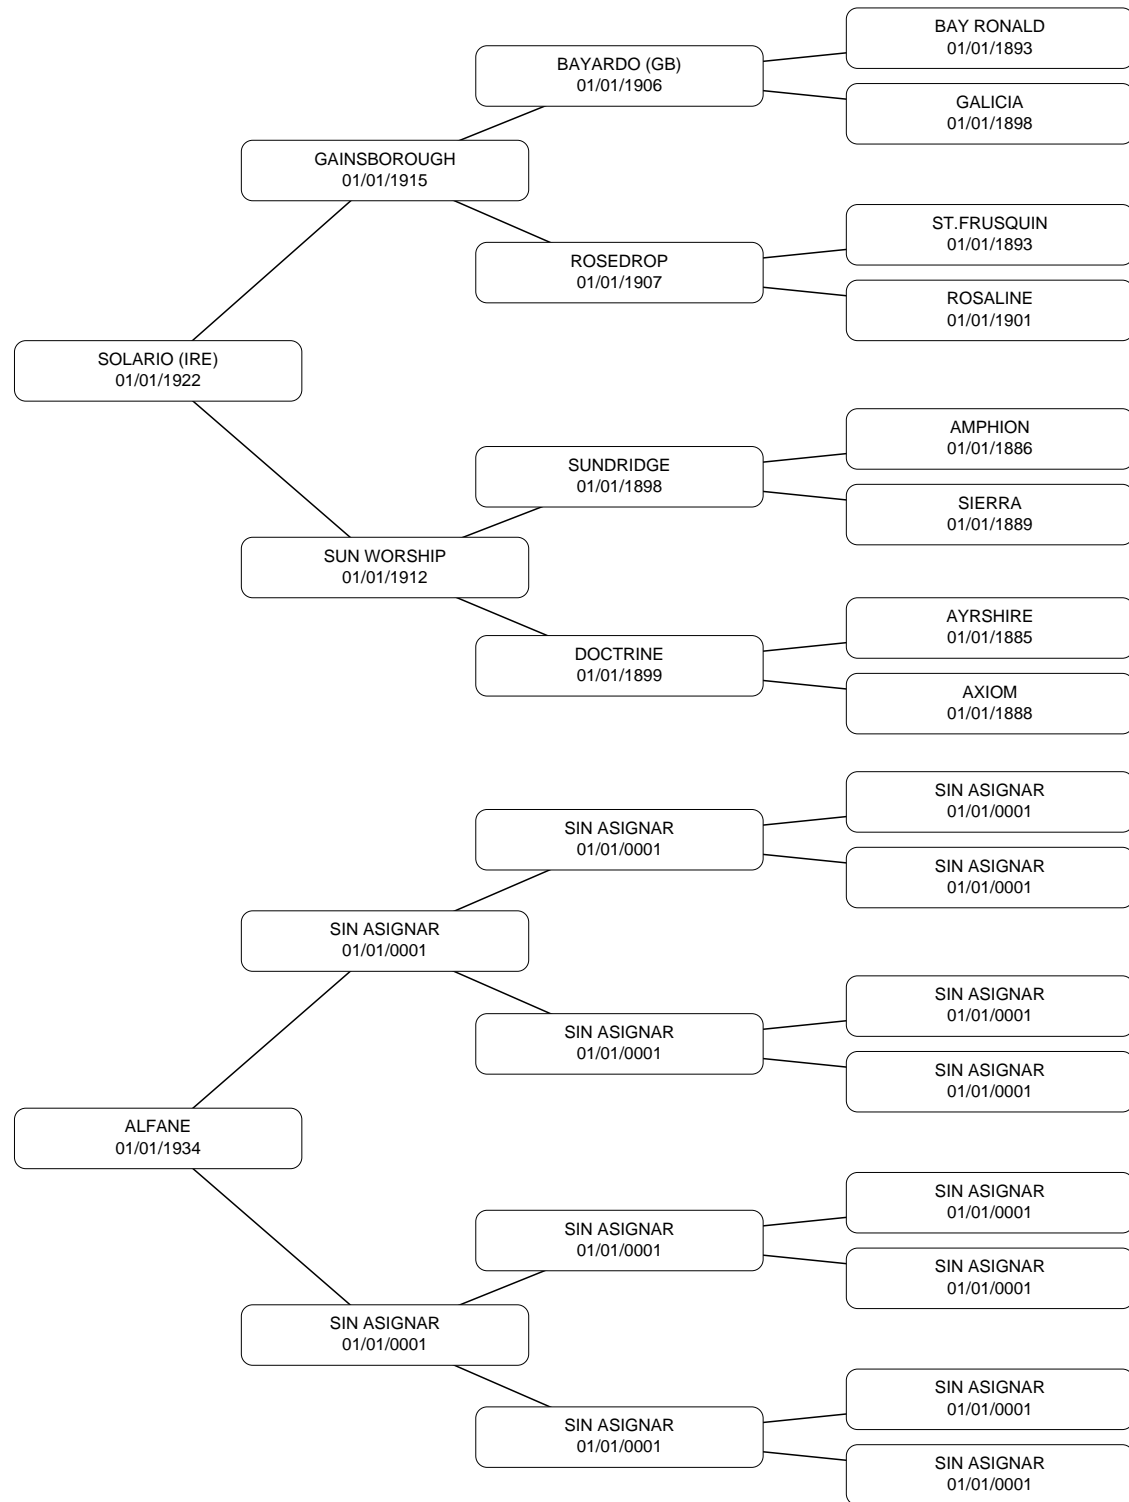 BAY RONALD
01/01/1893
BAYARDO (GB)
01/01/1906
GALICIA
01/01/1898
GAINSBOROUGH
01/01/1915
ST.FRUSQUIN
01/01/1893
ROSEDROP
01/01/1907
ROSALINE
01/01/1901
SOLARIO (IRE)
01/01/1922
AMPHION
01/01/1886
SUNDRIDGE
01/01/1898
SIERRA
01/01/1889
SUN WORSHIP
01/01/1912
AYRSHIRE
01/01/1885
DOCTRINE
01/01/1899
AXIOM
01/01/1888
SIN ASIGNAR
01/01/0001
SIN ASIGNAR
01/01/0001
SIN ASIGNAR
01/01/0001
SIN ASIGNAR
01/01/0001
SIN ASIGNAR
01/01/0001
SIN ASIGNAR
01/01/0001
SIN ASIGNAR
01/01/0001
ALFANE
01/01/1934
SIN ASIGNAR
01/01/0001
SIN ASIGNAR
01/01/0001
SIN ASIGNAR
01/01/0001
SIN ASIGNAR
01/01/0001
SIN ASIGNAR
01/01/0001
SIN ASIGNAR
01/01/0001
SIN ASIGNAR
01/01/0001